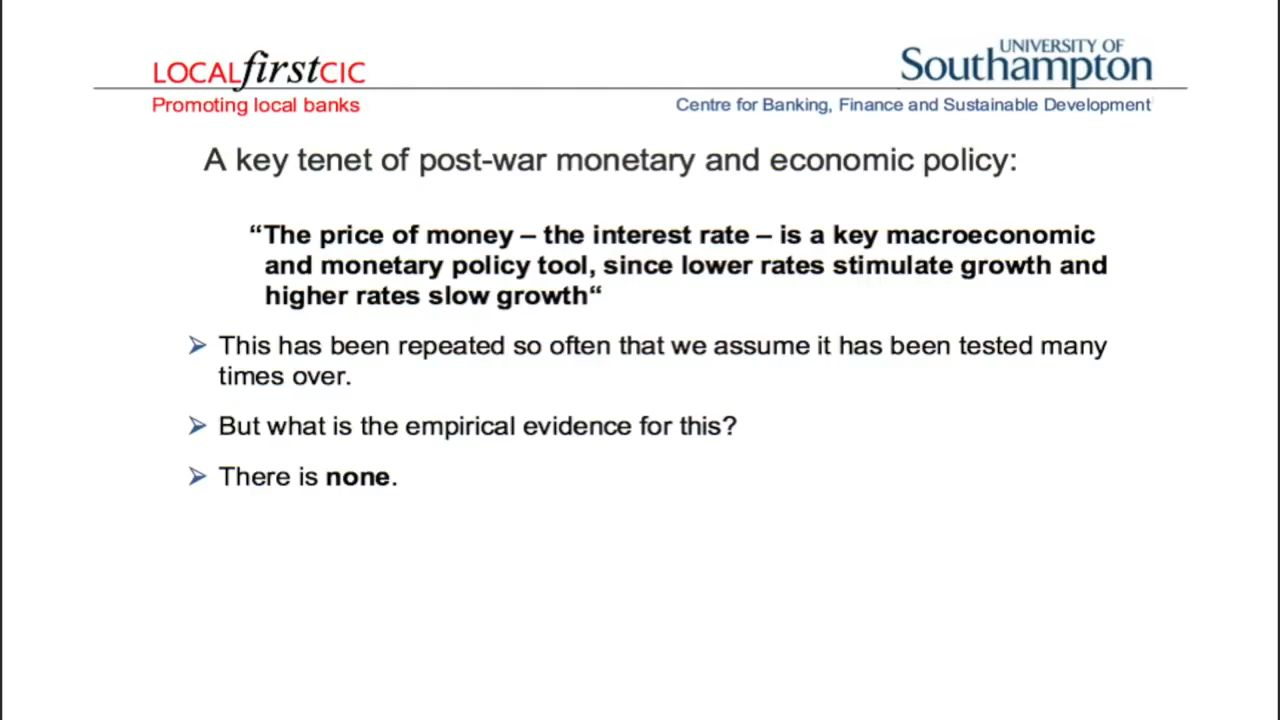 LOCALfirstCIC
Promoting local banks
UNIVERSITY OF
Southampton
Centre for Banking, Finance and Sustainable Development
A key tenet of post-war monetary and economic policy:
“The price of money – the interest rate – is a key macroeconomic
and monetary policy tool, since lower rates stimulate growth and
higher rates slow growth“
➢ This has been repeated so often that we assume it has been tested many
times over.
➢ But what is the empirical evidence for this?
➢ There is none.